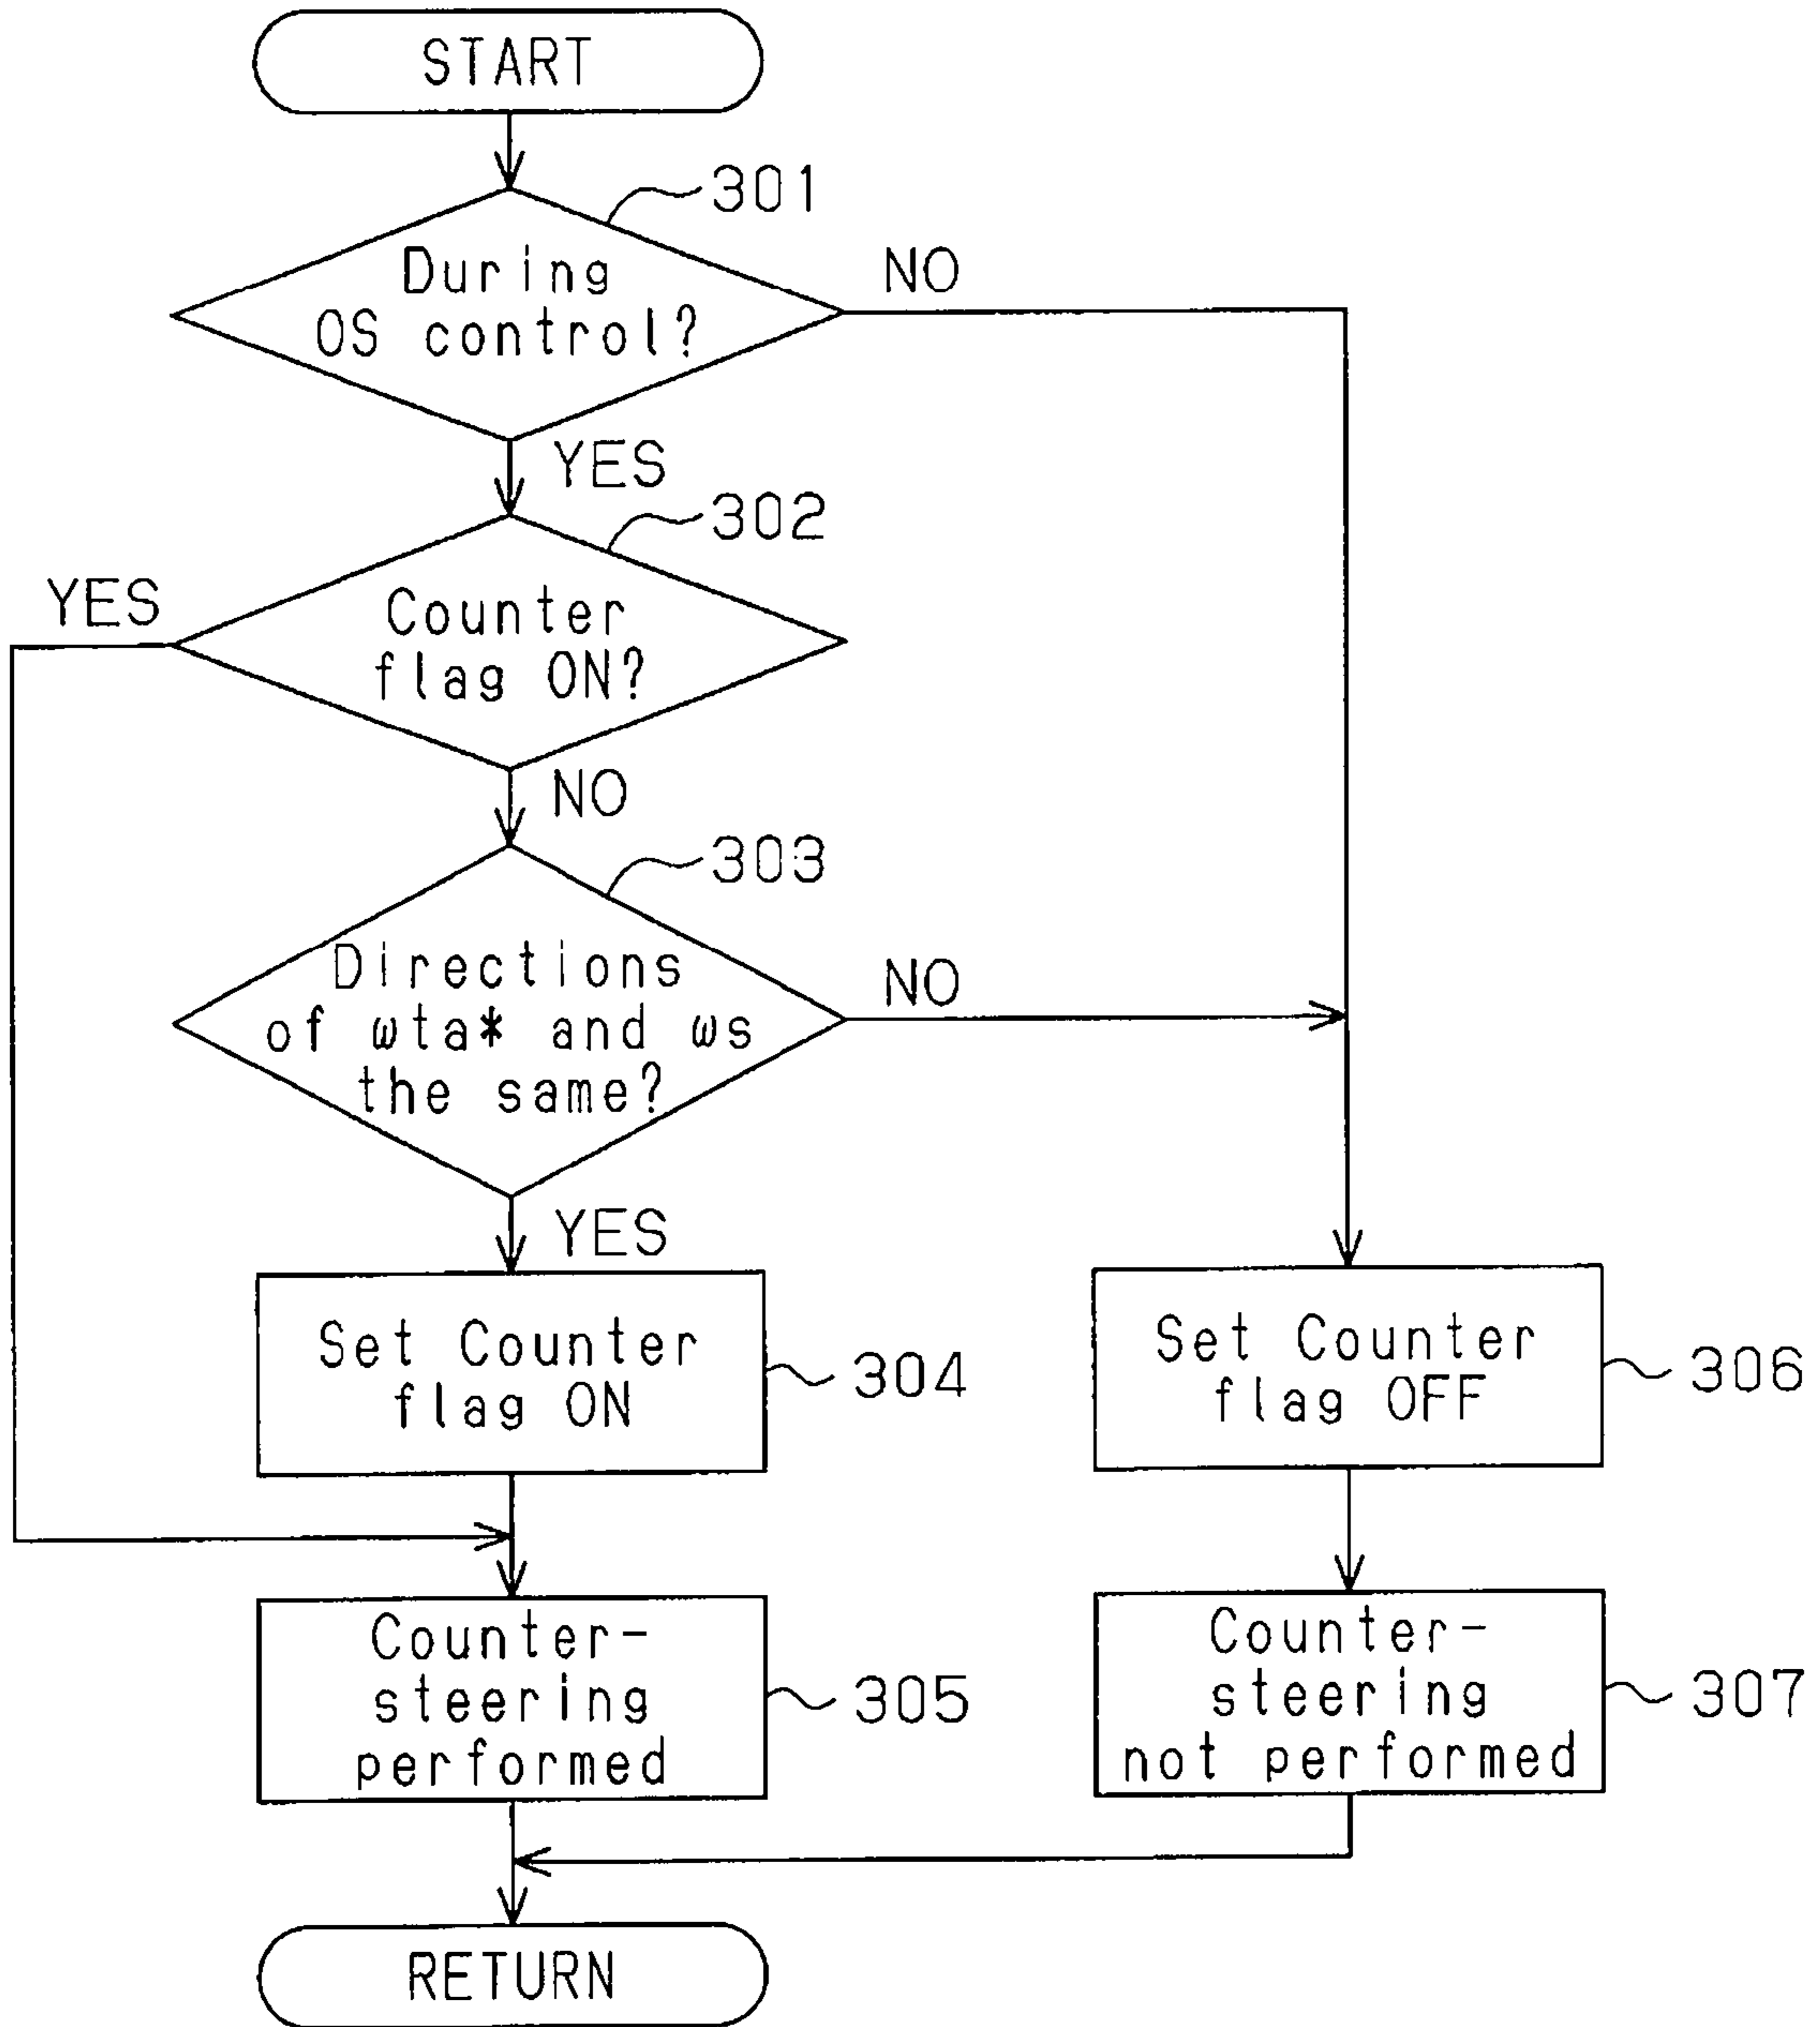 START
301
During
OS control?
NO
YES
302
Counter
flag ON?
YES
NO
303
Directions
of ωta* and ωs
the same?
NO
YES
Set Counter
flag ON
304
Set Counter
flag OFF
306
Counter-
steering
performed
305
Counter-
steering
not performed
307
RETURN